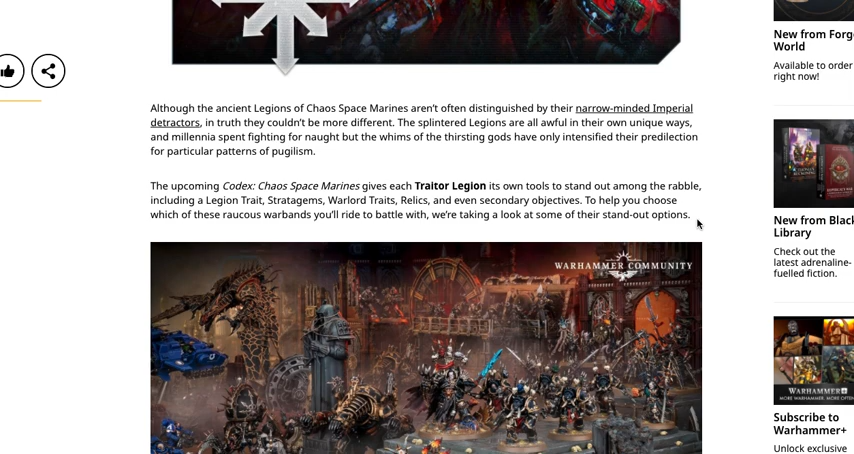 Although the ancient Legions of Chaos Space Marines aren't often distinguished by their narrow-minded Imperial
detractors, in truth they couldn't be more different. The splintered Legions are all awful in their own unique ways,
and millennia spent fighting for naught but the whims of the thirsting gods have only intensified their predilection
for particular patterns of pugilism.
The upcoming Codex: Chaos Space Marines gives each Traitor Legion its own tools to stand out among the rabble,
including a Legion Trait, Stratagems, Warlord Traits, Relics, and even secondary objectives. To help you choose
which of these raucous warbands you'll ride to battle with, we're taking a look at some of their stand-out options.
WARHAMMER COMMUNITY
New from Forge
World
Available to order
right now!
New from Black
Library
Check out the
latest adrenaline-
fuelled fiction.
WARHAMMER+
Subscribe to
Warhammer+
Unlock exclusive